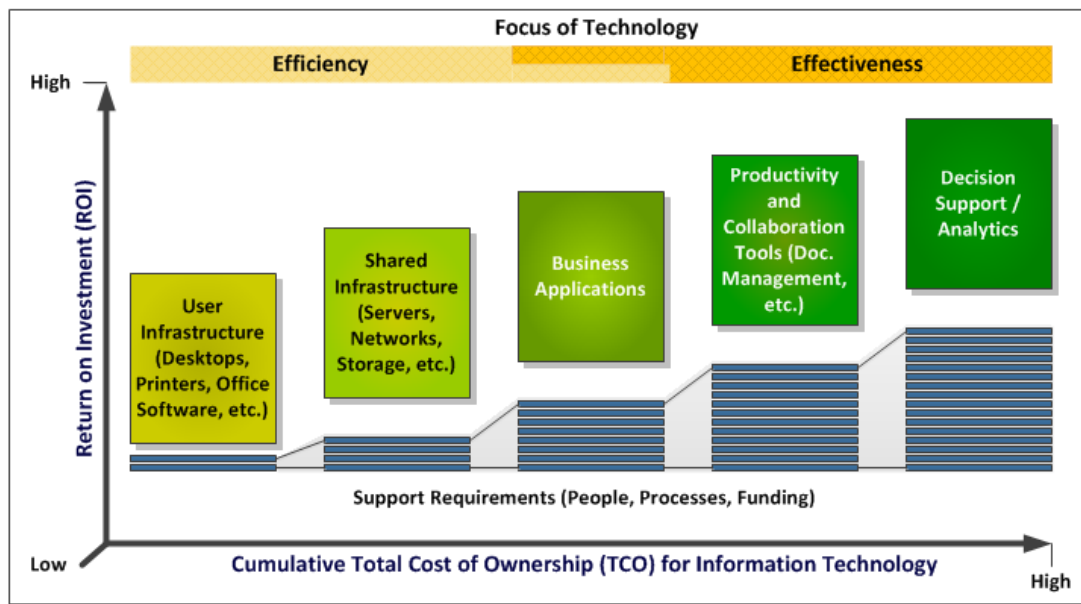 Focus of Technology
Efficiency
Effectiveness
High
Return on Investment (ROI)
User
Infrastructure
(Desktops,
Printers, Office
Software, etc.)
Shared
Infrastructure
(Servers,
Networks,
Storage, etc.)
Business
Applications
Productivity
and
Collaboration
Tools (Doc.
Management,
etc.)
Decision
Support /
Analytics
Support Requirements (People, Processes, Funding)
Low
Cumulative Total Cost of Ownership (TCO) for Information Technology
High